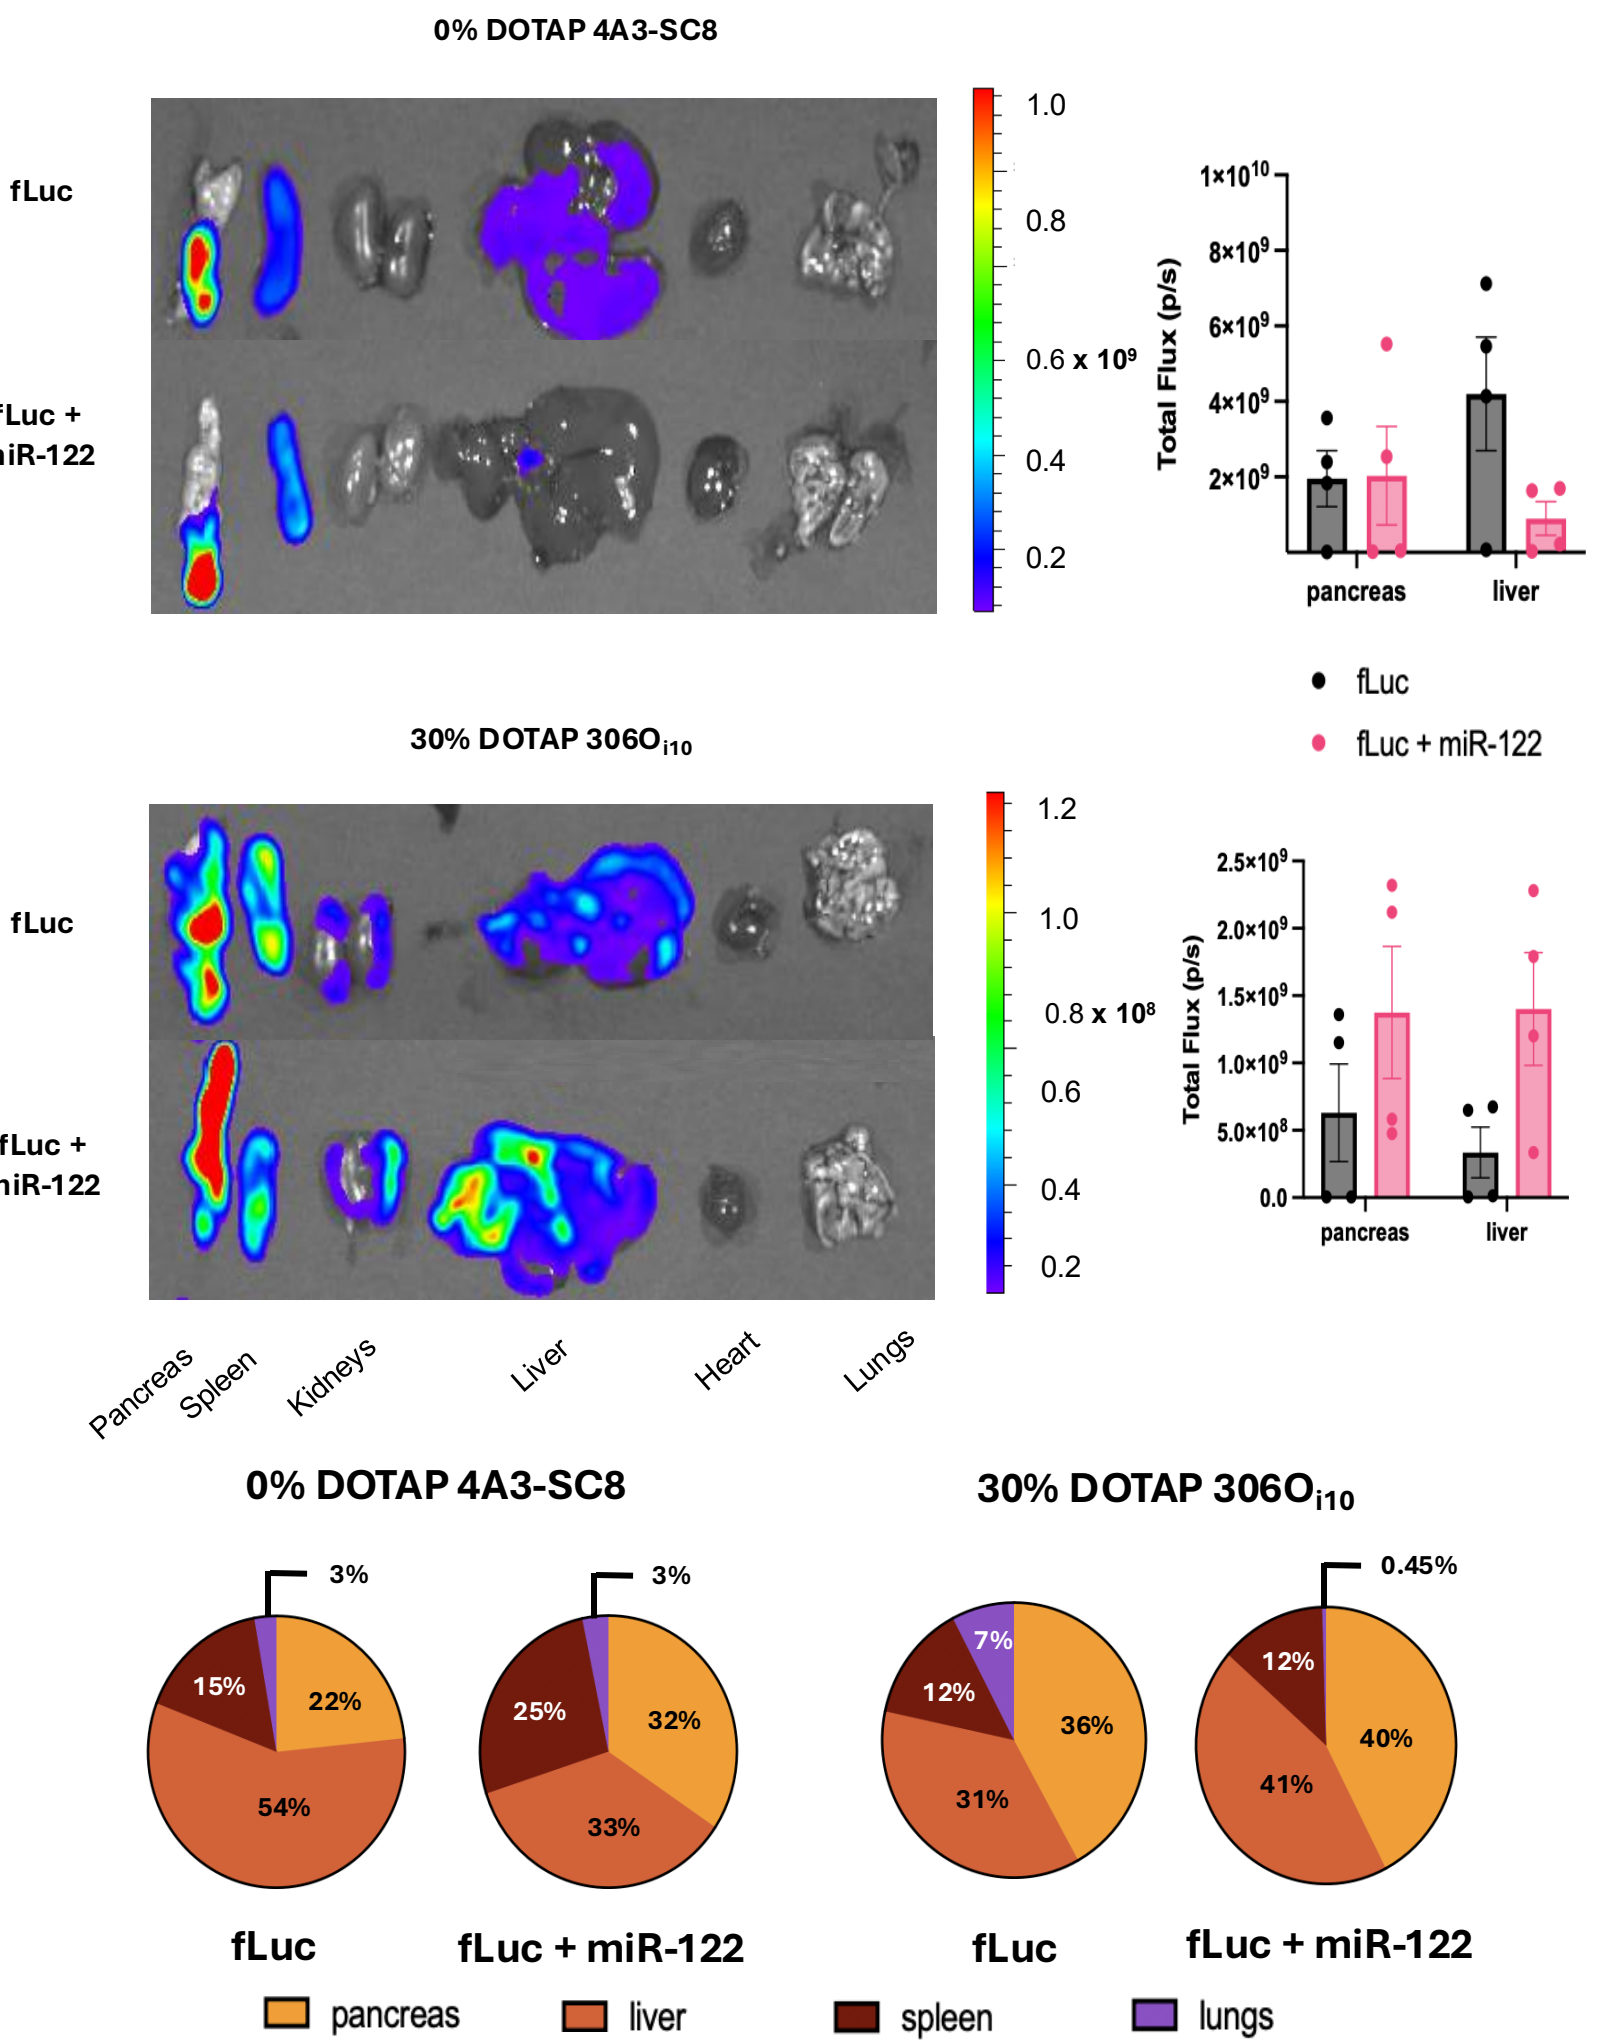 0% DOTAP 4A3-SC8
fLuc
fLuc +
miR-122
1.0
0.8
0.6 x 10⁹
0.4
0.2
Total Flux (p/s)
1×10¹⁰
8×10⁹
6×10⁹
4×10⁹
2×10⁹
pancreas
liver
fLuc
fLuc + miR-122
30% DOTAP 306Oᵢ₁₀
fLuc
fLuc +
miR-122
1.2
1.0
0.8 x 10⁸
0.6
0.4
0.2
Total Flux (p/s)
2.5×10⁹
2.0×10⁹
1.5×10⁹
1.0×10⁹
5.0×10⁸
0.0
pancreas
liver
Pancreas
Spleen
Kidneys
Liver
Heart
Lungs
0% DOTAP 4A3-SC8
30% DOTAP 306Oᵢ₁₀
3%
15%
22%
54%
3%
25%
32%
33%
7%
12%
36%
31%
0.45%
12%
40%
41%
fLuc
fLuc + miR-122
fLuc
fLuc + miR-122
pancreas
liver
spleen
lungs